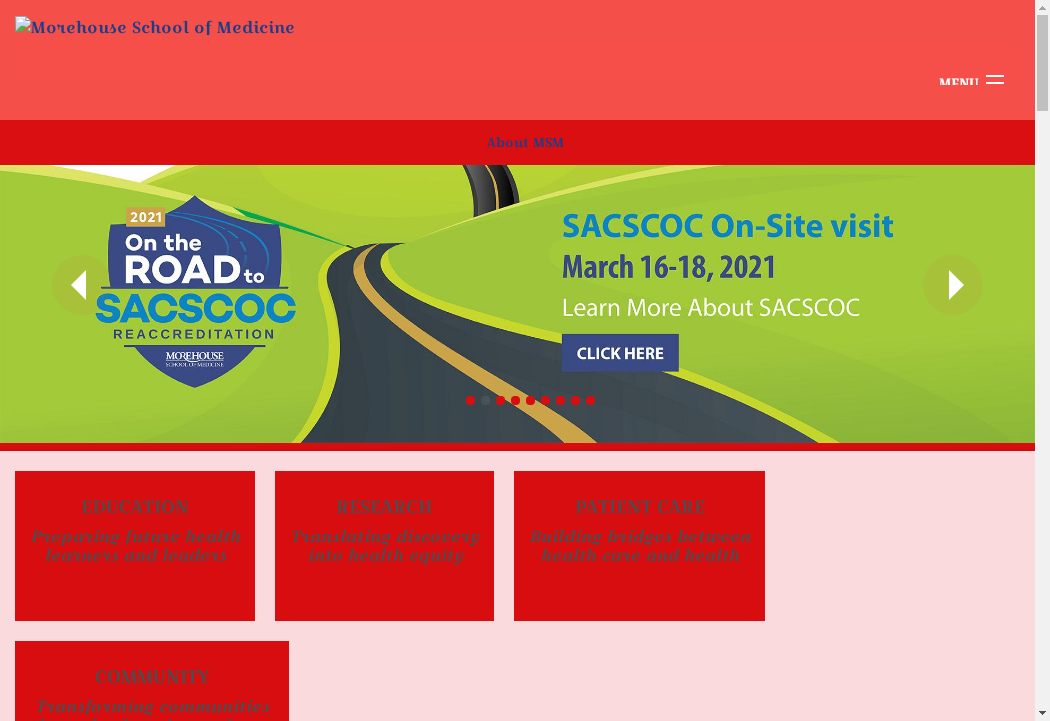 Morehouse School of Medicine
MENU
About MSM
2021
On the
ROAD to
SACSCOC
REACCREDITATION
MOREHOUSE
SCHOOL OF MEDICINE
SACSCOC On-Site visit
March 16-18, 2021
Learn More About SACSCOC
CLICK HERE
EDUCATION
Preparing future health
learners and leaders
RESEARCH
Translating discovery
into health equity
PATIENT CARE
Building bridges between
health care and health
COMMUNITY
Transforming communities